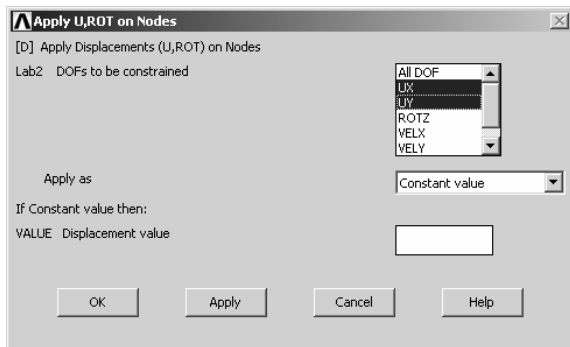 Apply U,ROT on Nodes
[D] Apply Displacements (U,ROT) on Nodes
Lab2 DOFs to be constrained
All DOF
UX
UY
ROTZ
VELX
VELY
Apply as
Constant value
If Constant value then:
VALUE Displacement value
OK Apply Cancel Help